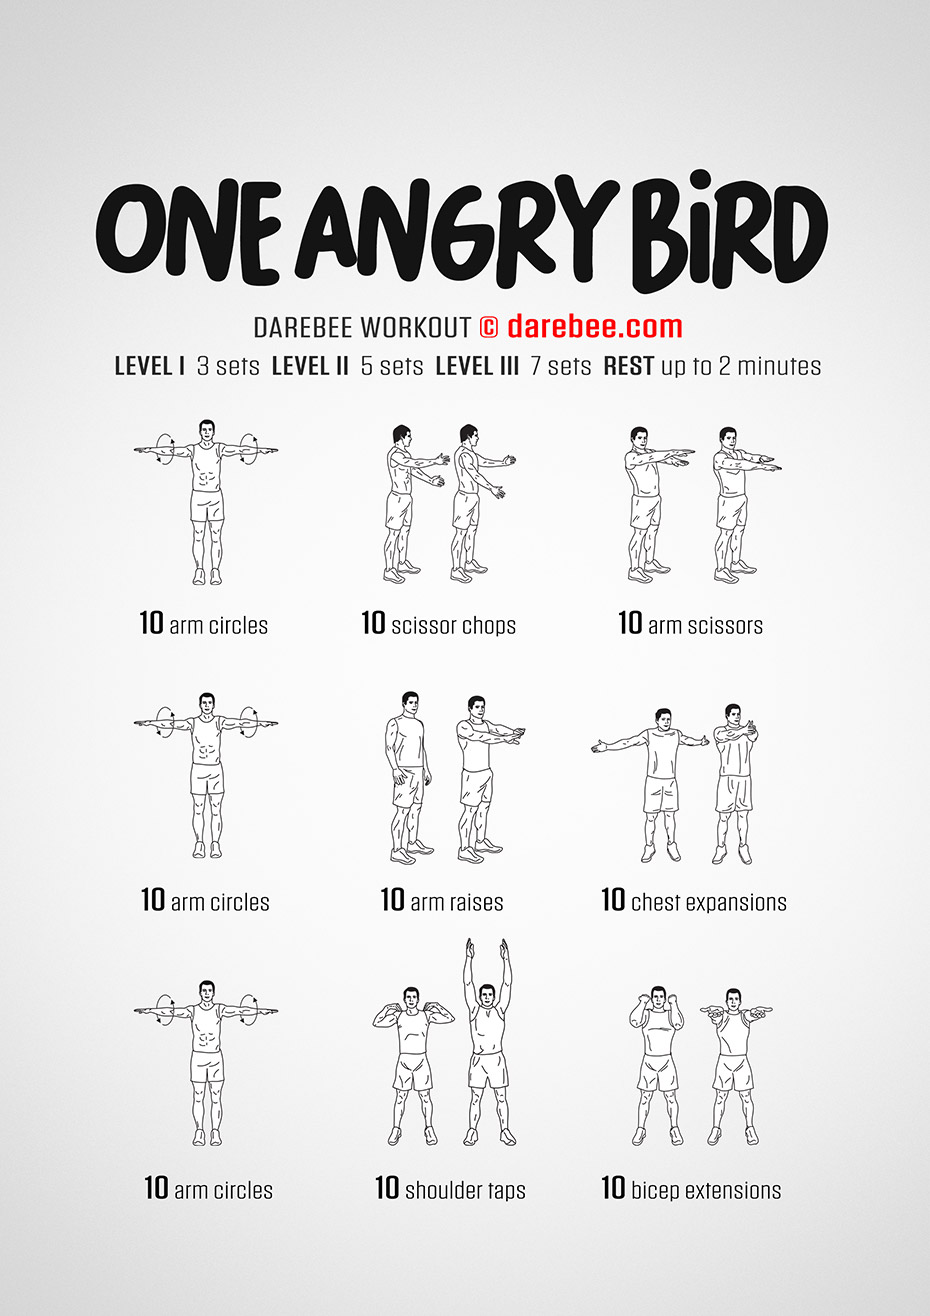 ONE ANGRY BiRD
DAREBEE WORKOUT © darebee.com
LEVEL I 3 sets LEVEL II 5 sets LEVEL III 7 sets REST up to 2 minutes
10 arm circles
10 scissor chops
10 arm scissors
10 arm circles
10 arm raises
10 chest expansions
10 arm circles
10 shoulder taps
10 bicep extensions